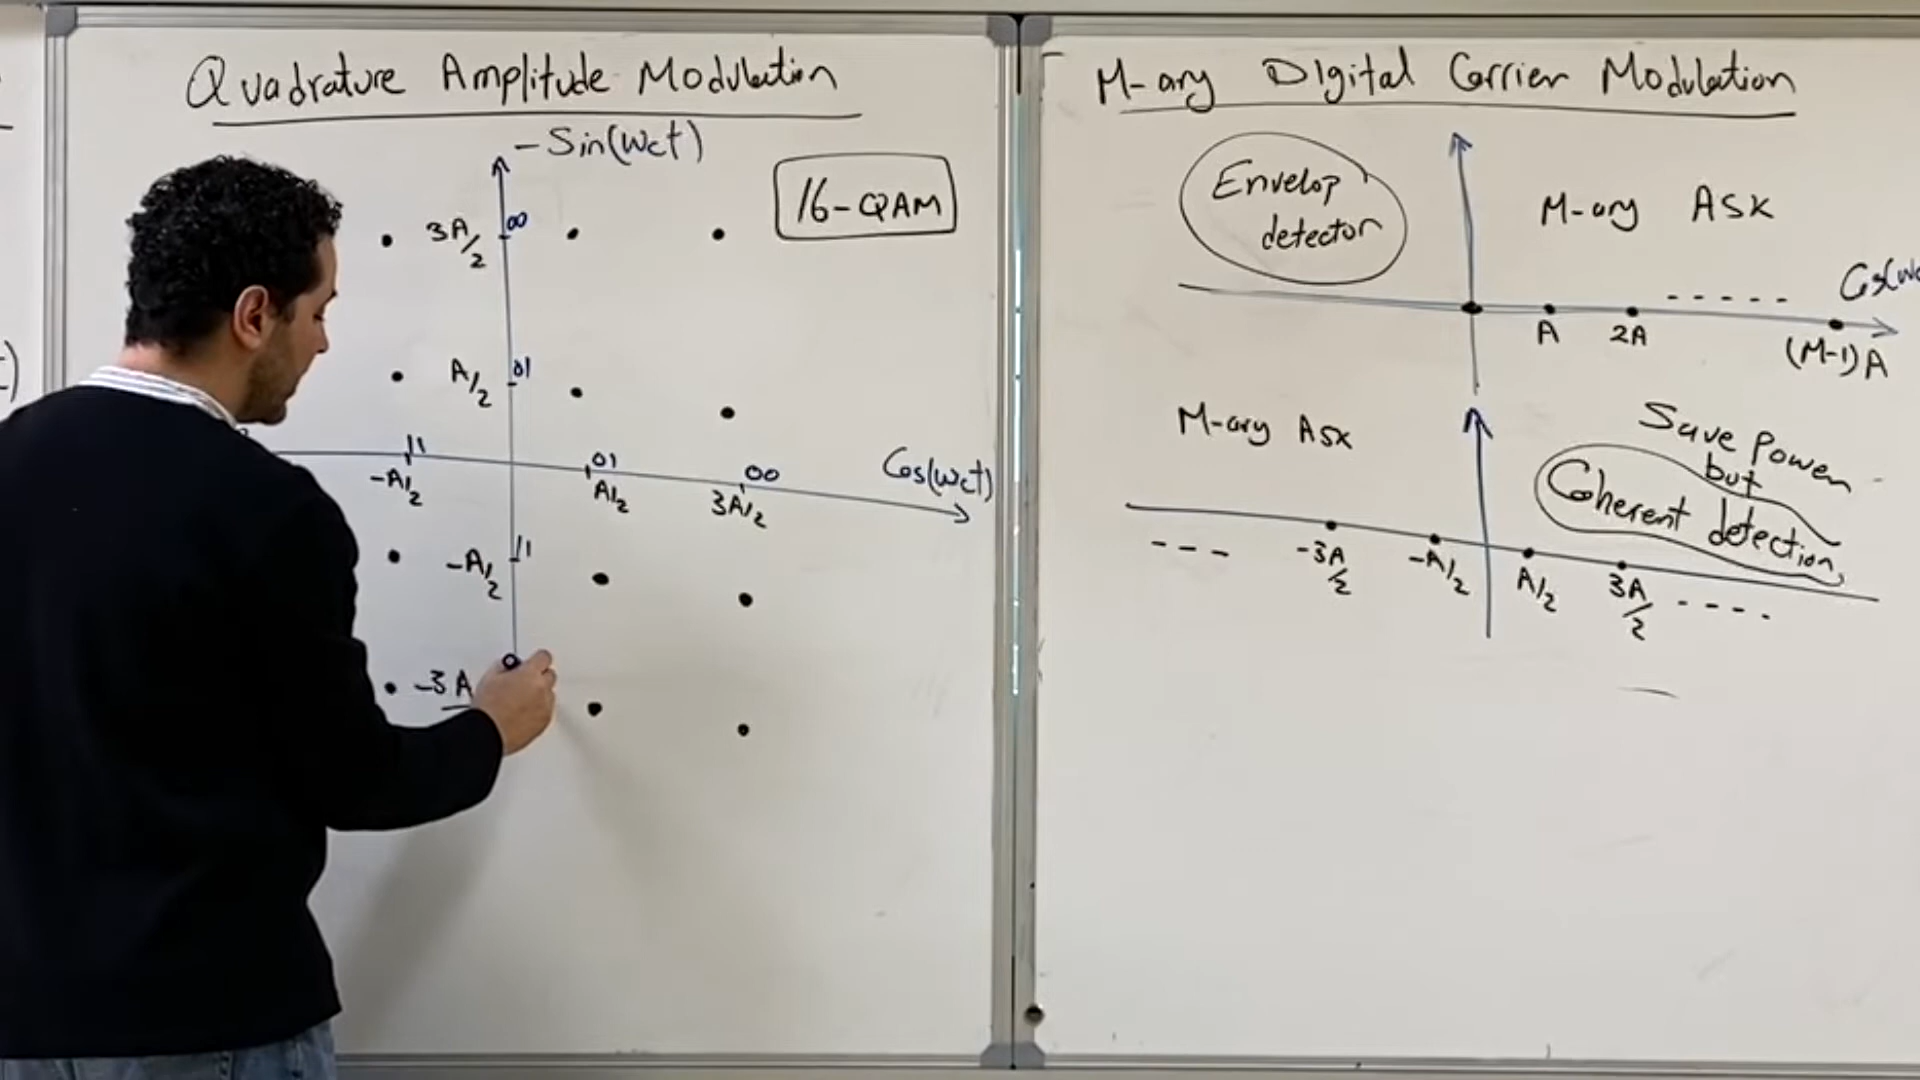 Quadrature Amplitude Modulation
-Sin(Wct)
16-QAM
3A/2
00
A/2
01
11
-A/2
01
A/2
00
3A/2
Cos(Wct)
-A/2
11
-3A
M-ary DIgital Carrier Modulation
Envelop
detector
M-ary ASK
A
2A
-----
(M-1)A
M-ary ASK
Save Power
but
Coherent detection
---
-3A/2
-A/2
A/2
3A/2
----